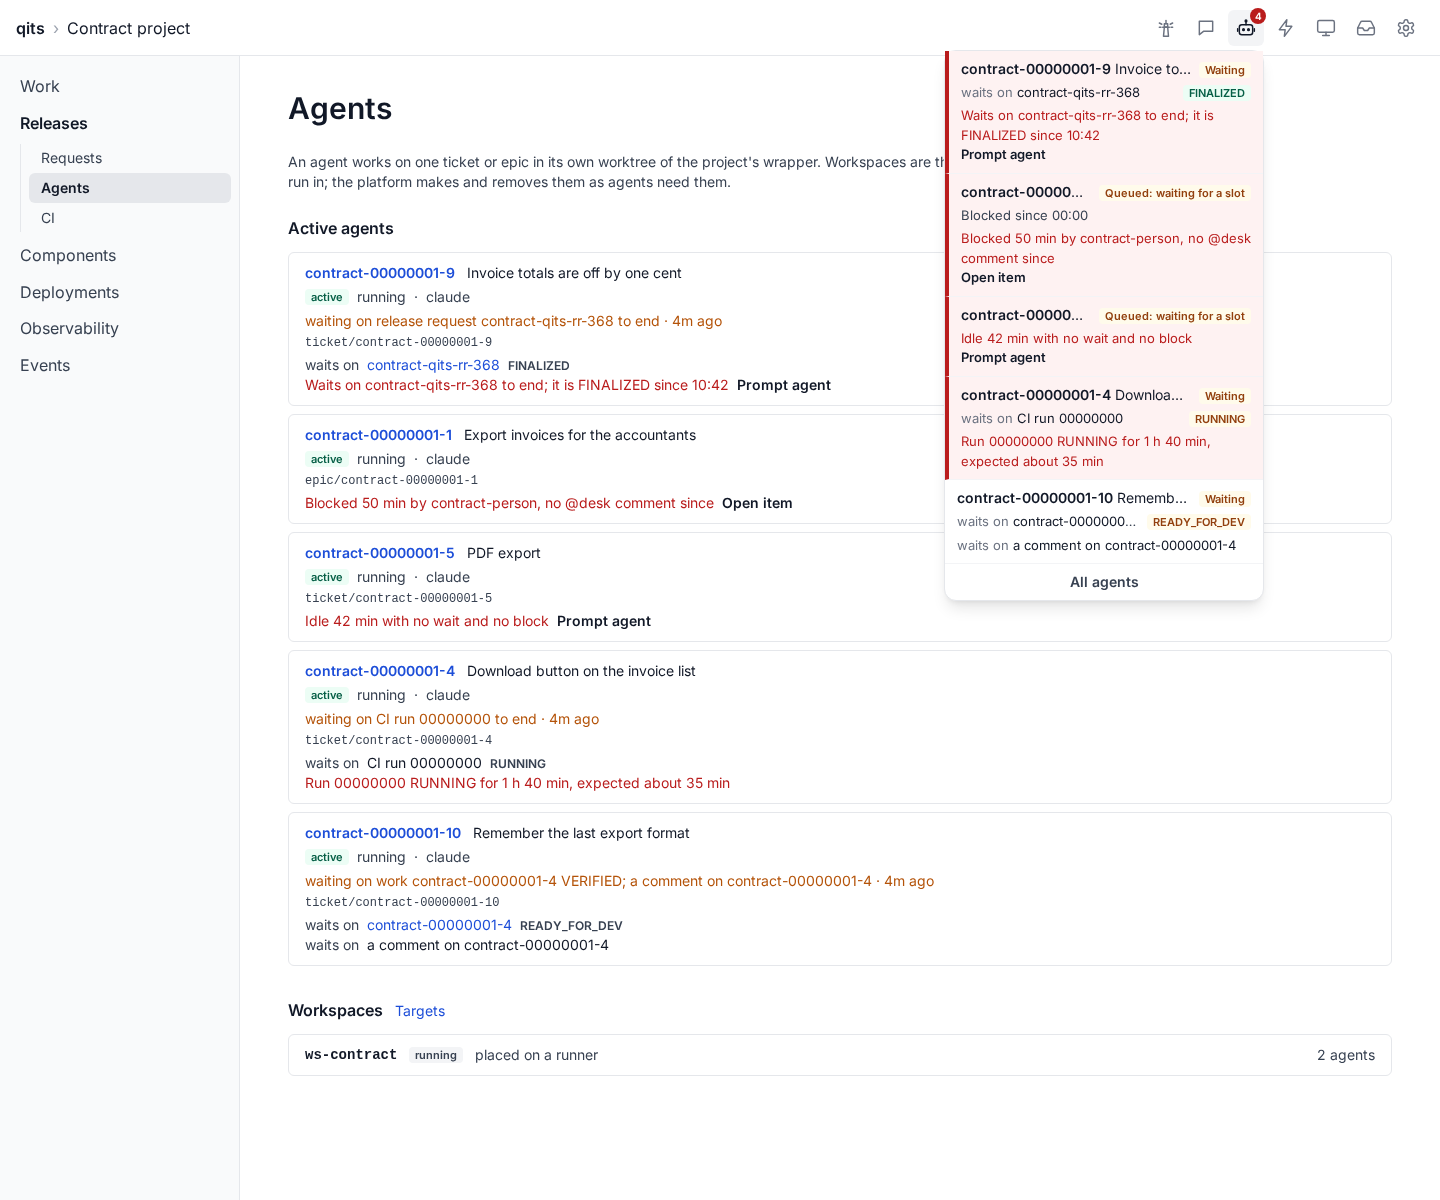 qits › Contract project
4
Work
Releases
Requests
Agents
CI
Components
Deployments
Observability
Events
Agents
An agent works on one ticket or epic in its own worktree of the project's wrapper. Workspaces are
run in; the platform makes and removes them as agents need them.
Active agents
contract-00000001-9 Invoice totals are off by one cent
active running · claude
waiting on release request contract-qits-rr-368 to end · 4m ago
ticket/contract-00000001-9
waits on contract-qits-rr-368 FINALIZED
Waits on contract-qits-rr-368 to end; it is FINALIZED since 10:42 Prompt agent
contract-00000001-1 Export invoices for the accountants
active running · claude
epic/contract-00000001-1
Blocked 50 min by contract-person, no @desk comment since Open item
contract-00000001-5 PDF export
active running · claude
ticket/contract-00000001-5
Idle 42 min with no wait and no block Prompt agent
contract-00000001-4 Download button on the invoice list
active running · claude
waiting on CI run 00000000 to end · 4m ago
ticket/contract-00000001-4
waits on CI run 00000000 RUNNING
Run 00000000 RUNNING for 1 h 40 min, expected about 35 min
contract-00000001-10 Remember the last export format
active running · claude
waiting on work contract-00000001-4 VERIFIED; a comment on contract-00000001-4 · 4m ago
ticket/contract-00000001-10
waits on contract-00000001-4 READY_FOR_DEV
waits on a comment on contract-00000001-4
Workspaces Targets
ws-contract running placed on a runner 2 agents
contract-00000001-9 Invoice to... Waiting
waits on contract-qits-rr-368 FINALIZED
Waits on contract-qits-rr-368 to end; it is
FINALIZED since 10:42
Prompt agent
contract-00000... Queued: waiting for a slot
Blocked since 00:00
Blocked 50 min by contract-person, no @desk
comment since
Open item
contract-00000... Queued: waiting for a slot
Idle 42 min with no wait and no block
Prompt agent
contract-00000001-4 Downloa... Waiting
waits on CI run 00000000 RUNNING
Run 00000000 RUNNING for 1 h 40 min,
expected about 35 min
contract-00000001-10 Rememb... Waiting
waits on contract-0000000... READY_FOR_DEV
waits on a comment on contract-00000001-4
All agents